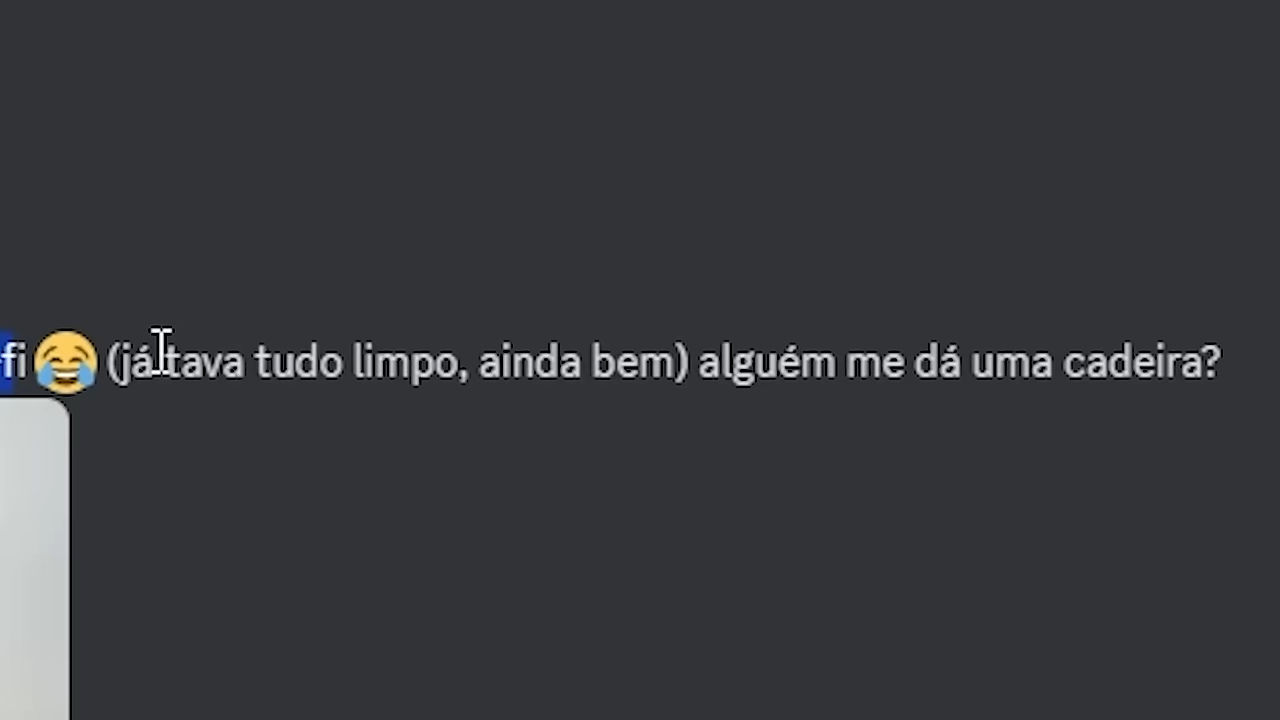 fi 😂 (já tava tudo limpo, ainda bem) alguém me dá uma cadeira?